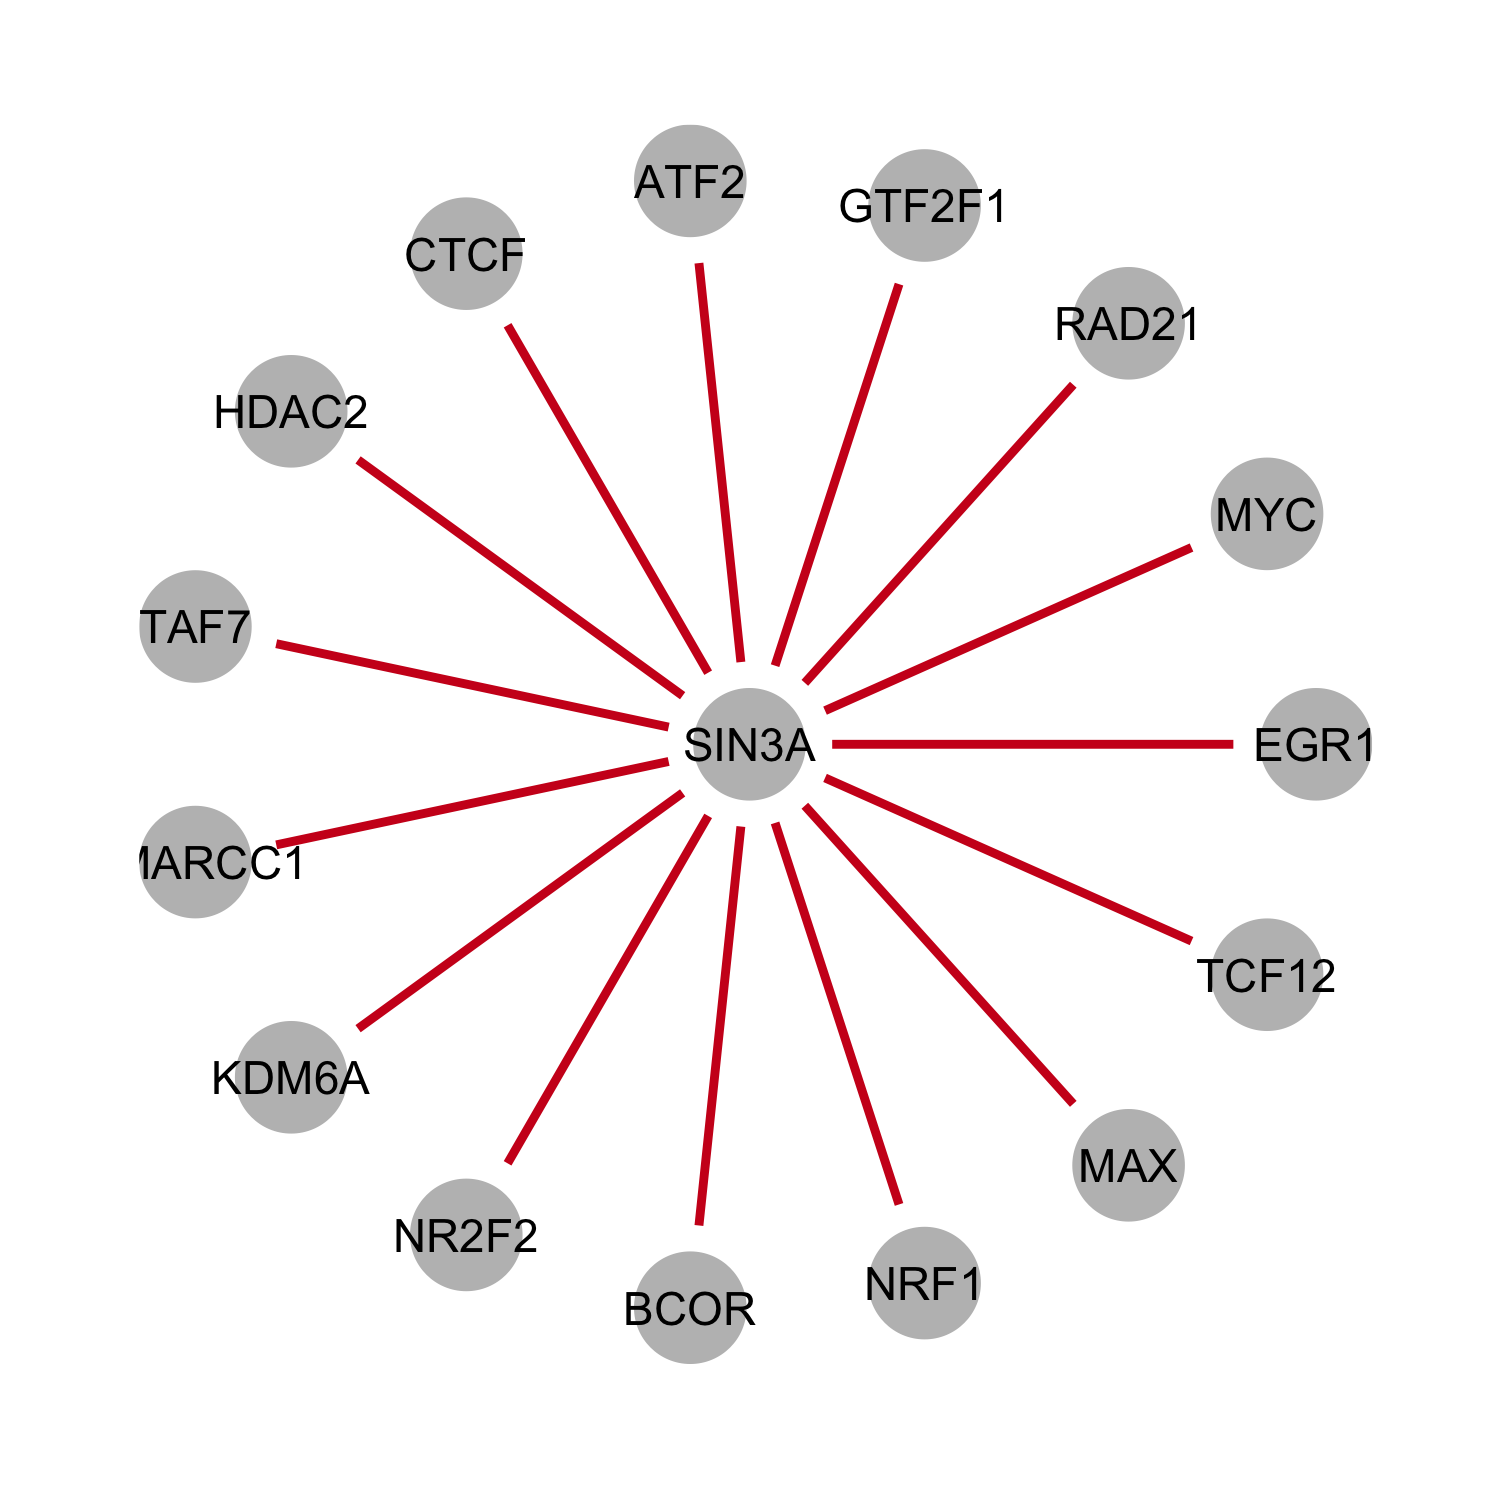 ATF2
GTF2F1
CTCF
RAD21
HDAC2
MYC
TAF7
SIN3A
EGR1
MARCC1
TCF12
KDM6A
MAX
NR2F2
NRF1
BCOR